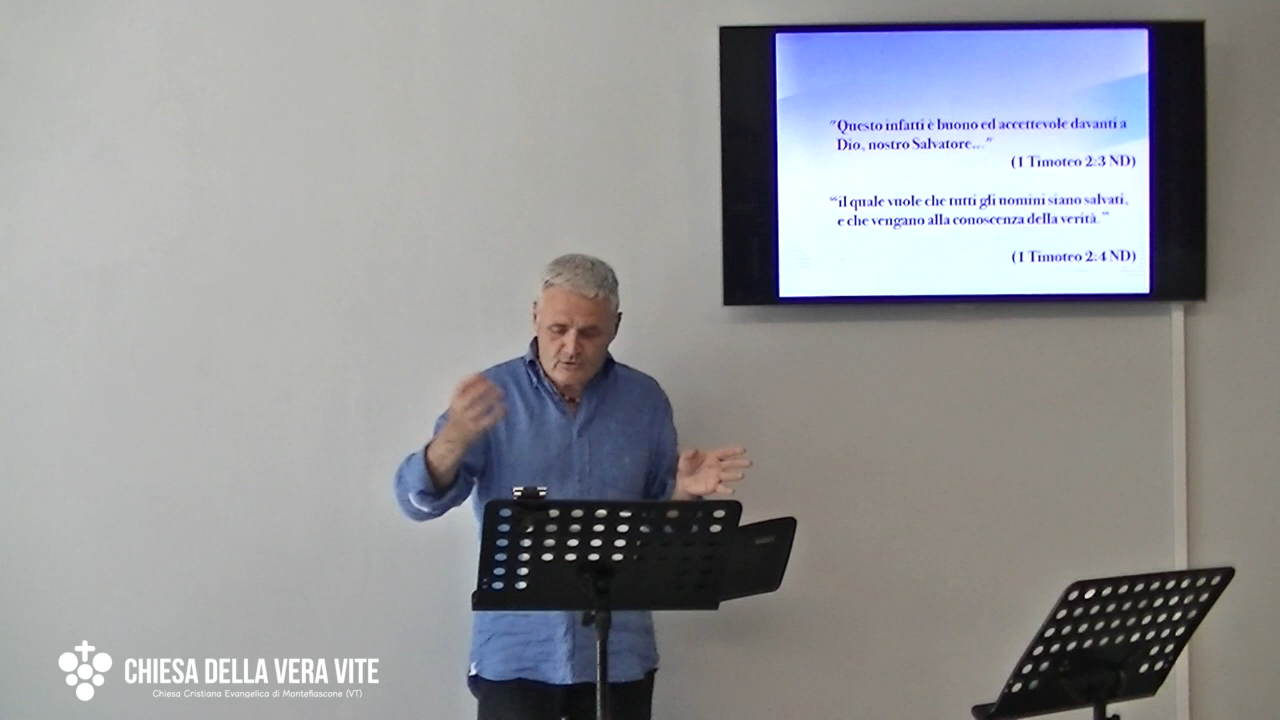 "Questo infatti è buono ed accettevole davanti a
Dio, nostro Salvatore..."
(1 Timoteo 2:3 ND)
"il quale vuole che tutti gli uomini siano salvati,
e che vengano alla conoscenza della verità."
(1 Timoteo 2:4 ND)
CHIESA DELLA VERA VITE
Chiesa Cristiana Evangelica di Montefiascone (VT)